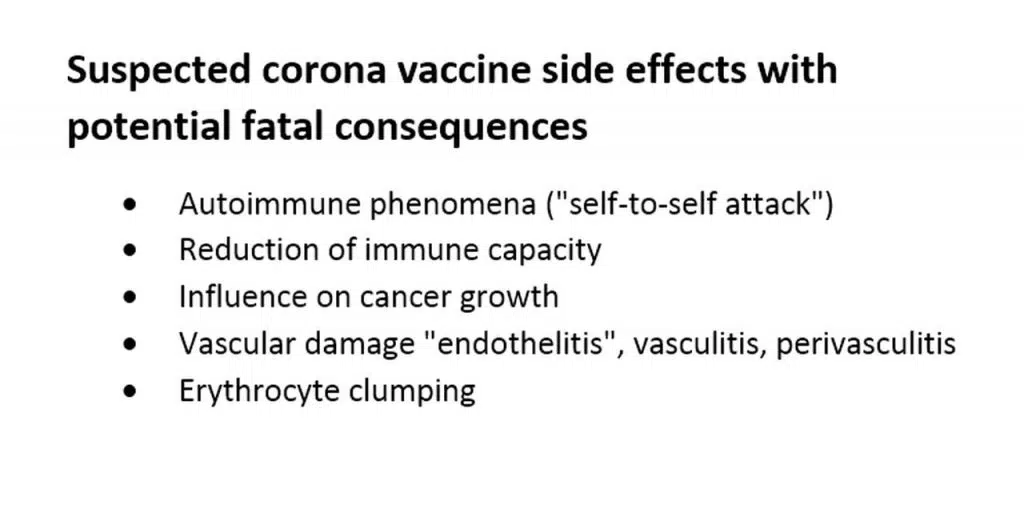 Suspected corona vaccine side effects with
potential fatal consequences
• Autoimmune phenomena ("self-to-self attack")
• Reduction of immune capacity
• Influence on cancer growth
• Vascular damage "endothelitis", vasculitis, perivasculitis
• Erythrocyte clumping